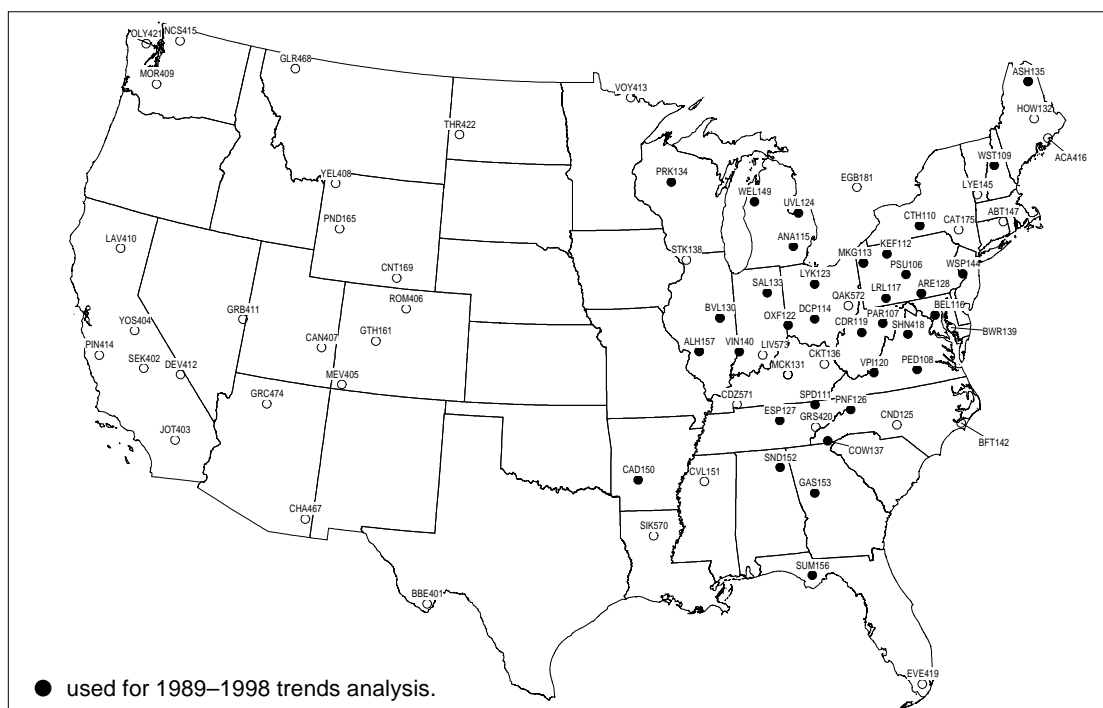 OLY421
NCS415
MOR409
GLR468
VOY413
ASH135
HOW132
THR422
ACA416
WST109
PRK134
YEL408
EGB181
LYE145
WEL149
UVL124
PND165
CTH110
CAT175
ABT147
LAV410
ANA115
STK138
MKG113
KEF112
PSU106
WSP144
CNT169
LYK123
SAL133
LRL117
ARE128
ROM406
QAK572
BEL116
GRB411
BVL130
OXF122
DCP114
PAR107
YOS404
CDR119
SHN418
BWR139
CAN407
GTH161
PIN414
ALH157
VIN140
LIV573
CKT136
SEK402
DEV412
MCK131
VPI120
PED108
MEV405
GRC474
CDZ571
SPD111
PNF126
ESP127
GRS420
CND125
JOT403
BFT142
COW137
CAD150
CVL151
SND152
GAS153
CHA467
SIK570
SUM156
BBE401
EVE419
used for 1989–1998 trends analysis.